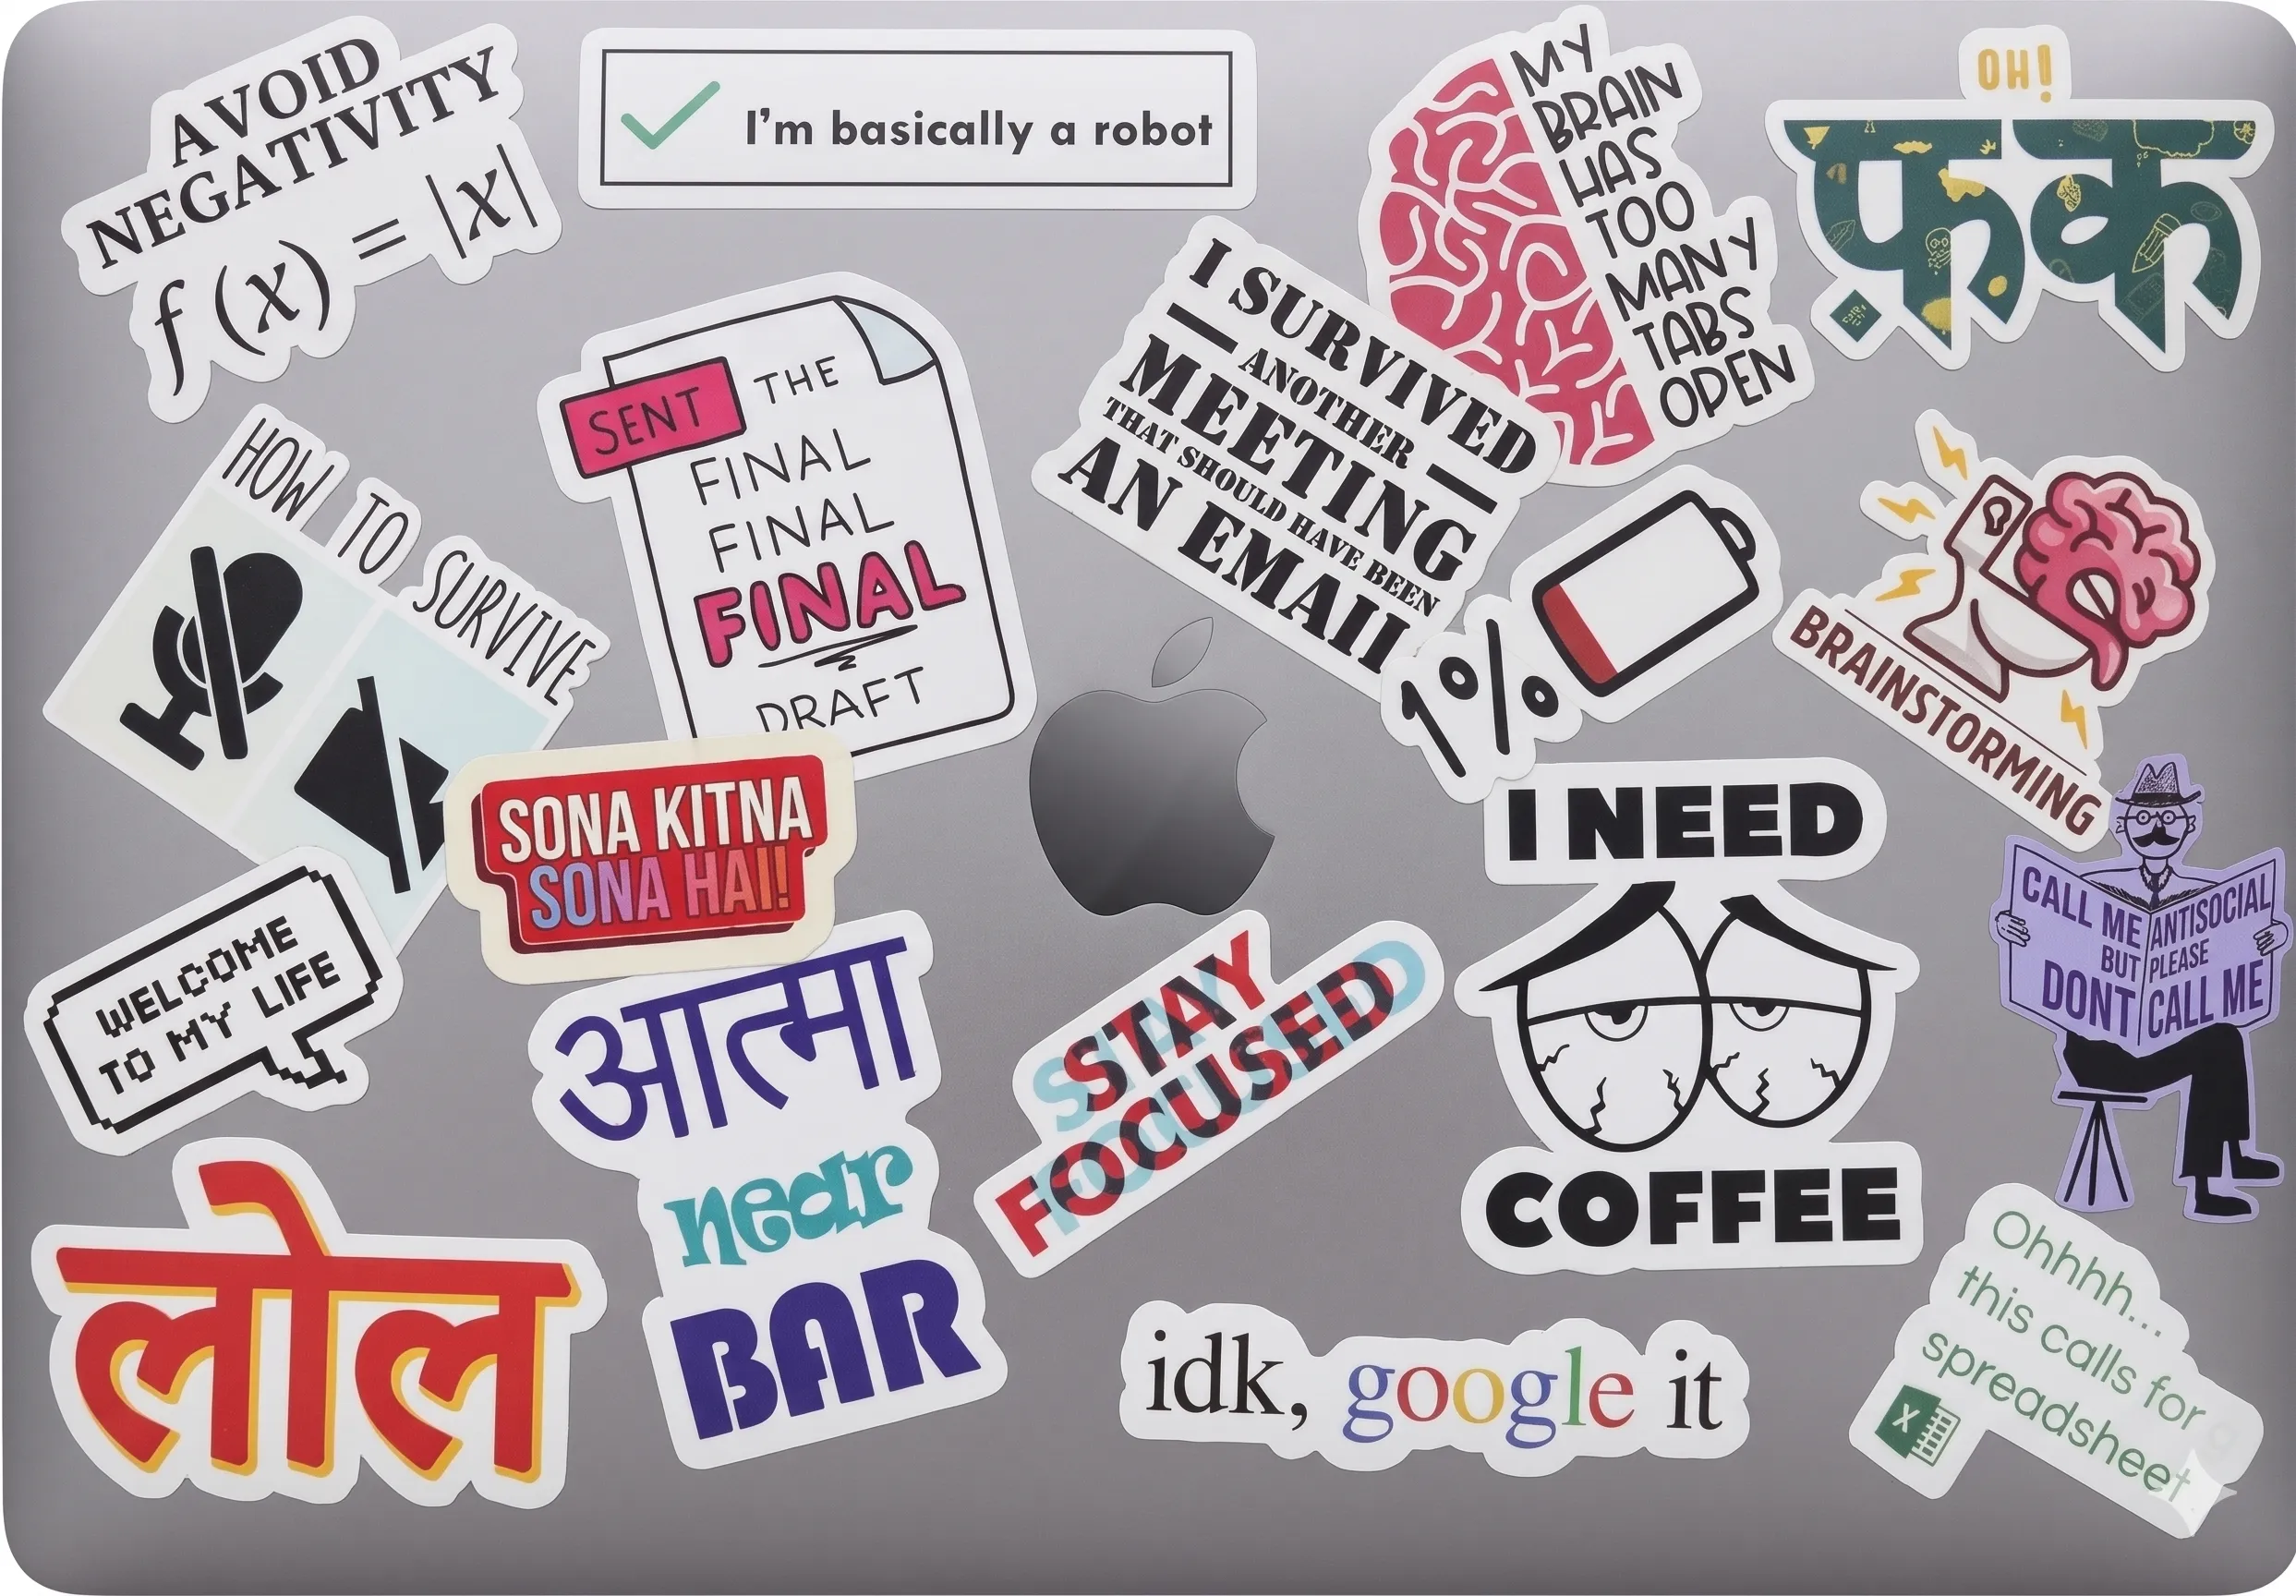 AVOID
NEGATIVITY
f (x) = |x|
I'm basically a robot
MY
BRAIN
HAS
TOO
MANY
TABS
OPEN
OH!
फ़क
I SURVIVED
ANOTHER
MEETING
THAT SHOULD HAVE BEEN
AN EMAIL
SENT THE
FINAL
FINAL
FINAL
DRAFT
HOW TO SURVIVE
1%
BRAINSTORMING
SONA KITNA
SONA HAI!
I NEED
COFFEE
CALL ME
BUT
DONT
ANTISOCIAL
PLEASE
CALL ME
WELCOME
TO MY LIFE
आत्मा
near
BAR
STAY
FOCUSED
लोल
idk, google it
Ohhhh...
this calls for a
spreadsheet
X